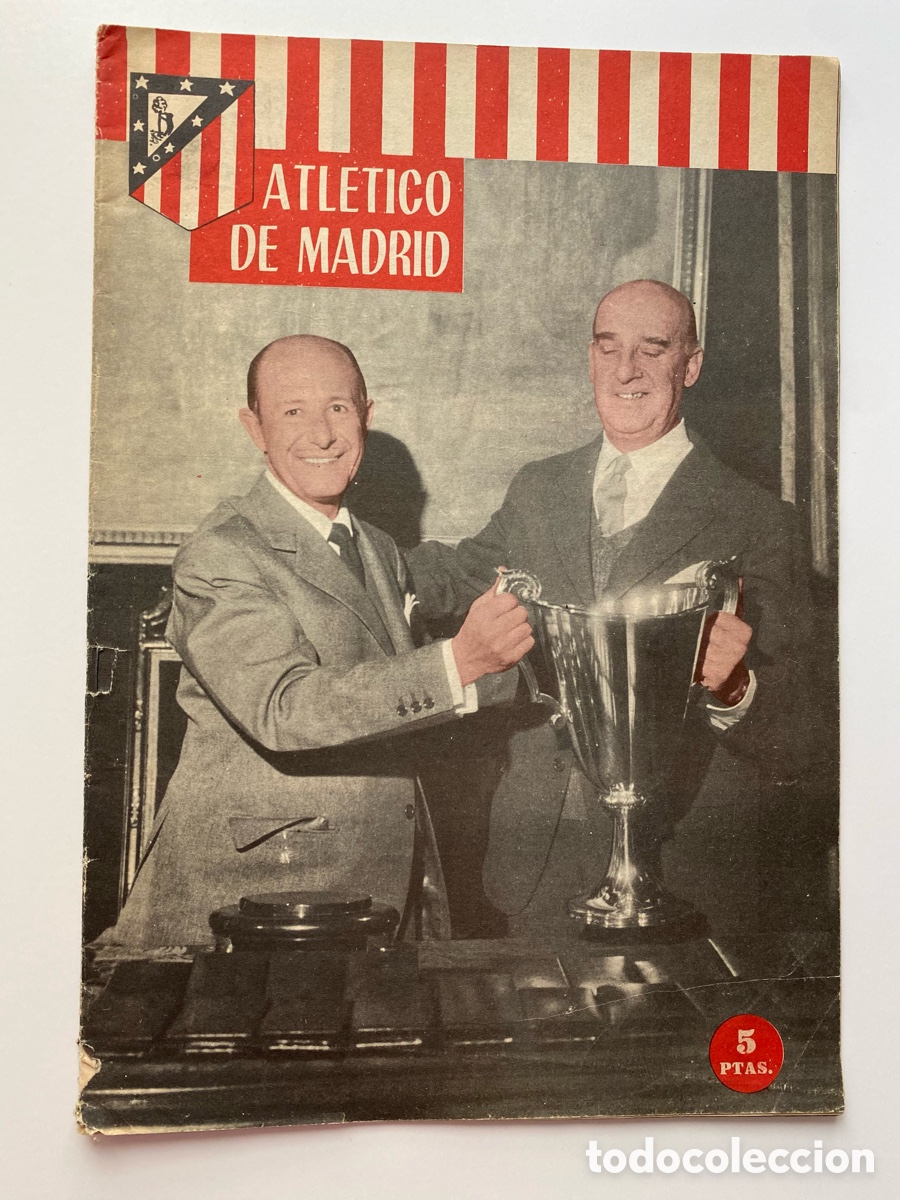 ATLETICO
DE MADRID
5
PTAS.
todocoleccion